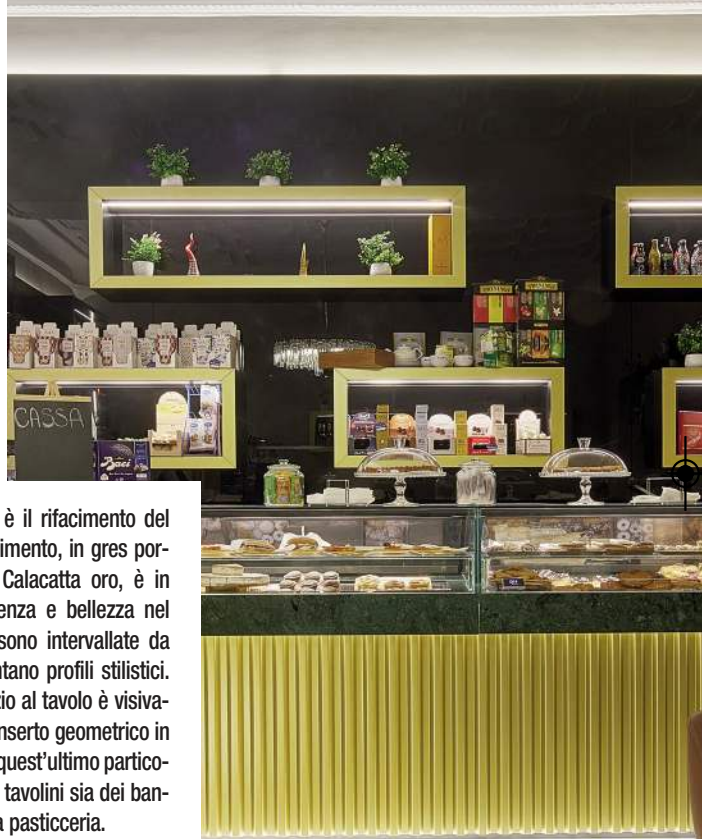 CASSA
Baci
è il rifacimento del
imento, in gres por-
Calacatta oro, è in
enza e bellezza nel
sono intervallate da
ntano profili stilistici.
io al tavolo è visiva-
nserto geometrico in
quest'ultimo partico-
tavolini sia dei ban-
a pasticceria.